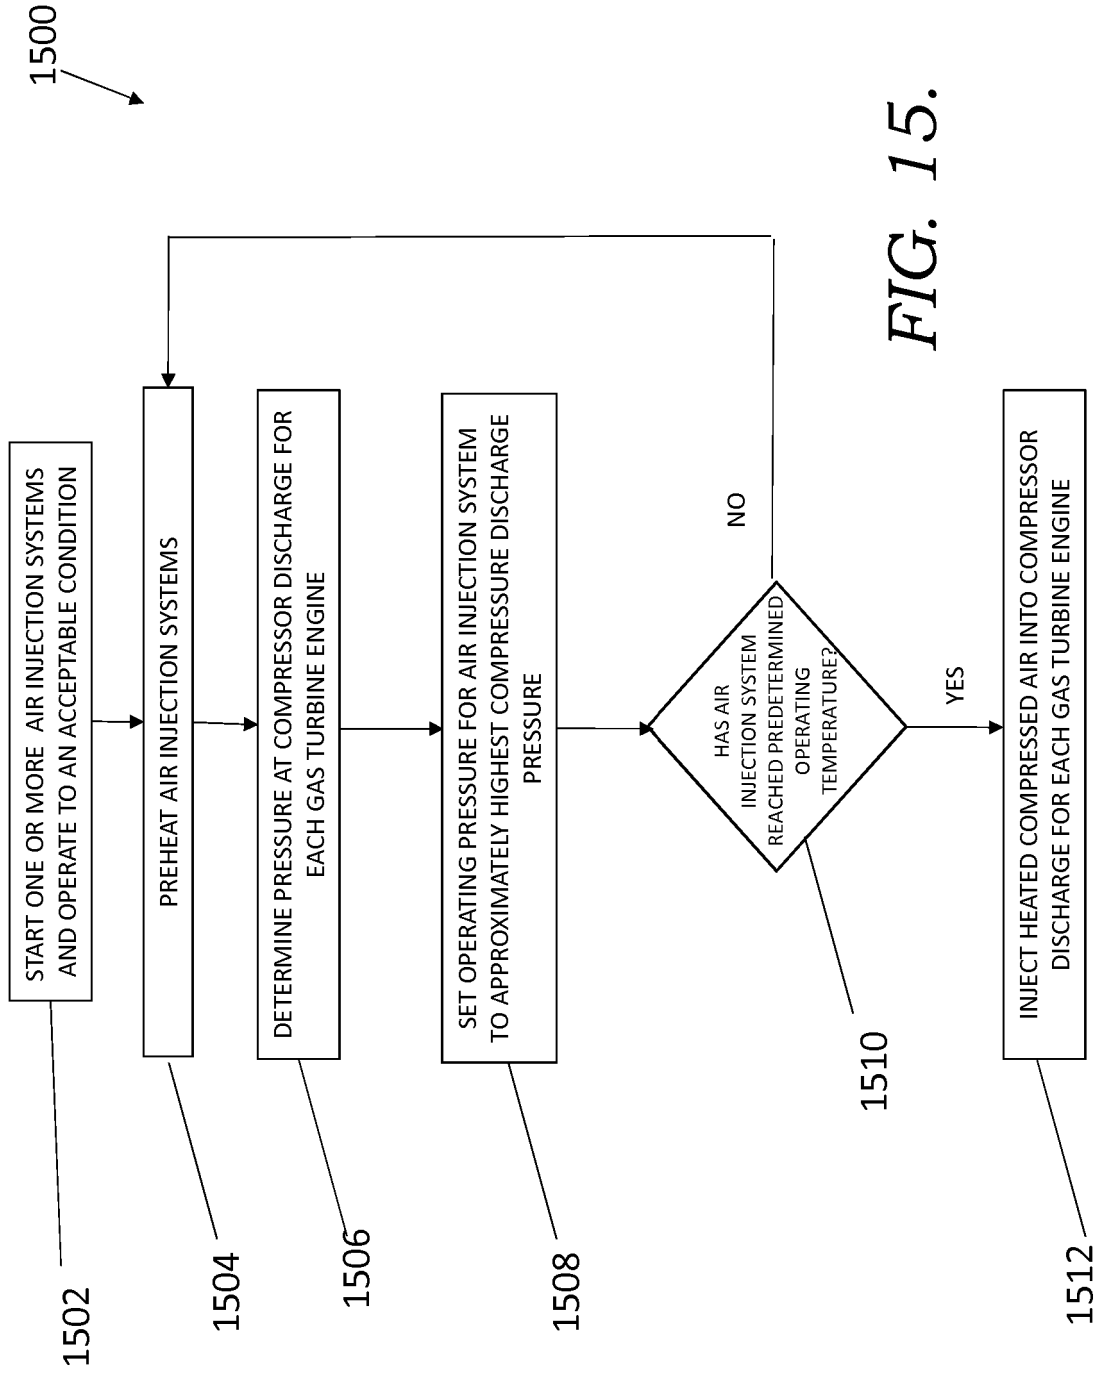 1500
START ONE OR MORE AIR INJECTION SYSTEMS
AND OPERATE TO AN ACCEPTABLE CONDITION
1502
PREHEAT AIR INJECTION SYSTEMS
1504
DETERMINE PRESSURE AT COMPRESSOR DISCHARGE FOR
EACH GAS TURBINE ENGINE
1506
SET OPERATING PRESSURE FOR AIR INJECTION SYSTEM
TO APPROXIMATELY HIGHEST COMPRESSURE DISCHARGE
PRESSURE
1508
HAS AIR
INJECTION SYSTEM
REACHED PREDETERMINED
OPERATING
TEMPERATURE?
NO
1510
YES
INJECT HEATED COMPRESSED AIR INTO COMPRESSOR
DISCHARGE FOR EACH GAS TURBINE ENGINE
1512
FIG. 15.